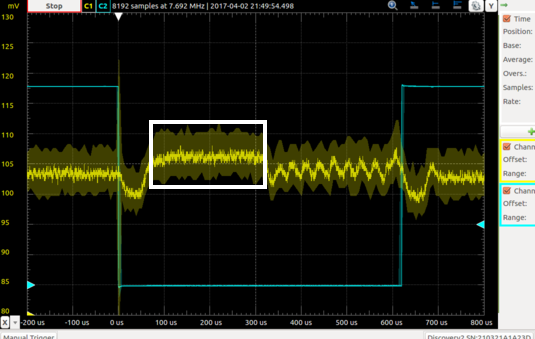 mV Stop C1 C2 8192 samples at 7.692 MHz | 2017-04-02 21:49:54.498 Y
130
125
120
115
110
105
100
95
90
85
80
X -200 us -100 us 0 us 100 us 200 us 300 us 400 us 500 us 600 us 700 us 800 us
Time
Position:
Base:
Average:
Overs.:
Samples:
Rate:
Chann
Offset:
Range:
Chann
Offset:
Range:
Manual Trigger Discovery2 SN:210321A1A23D